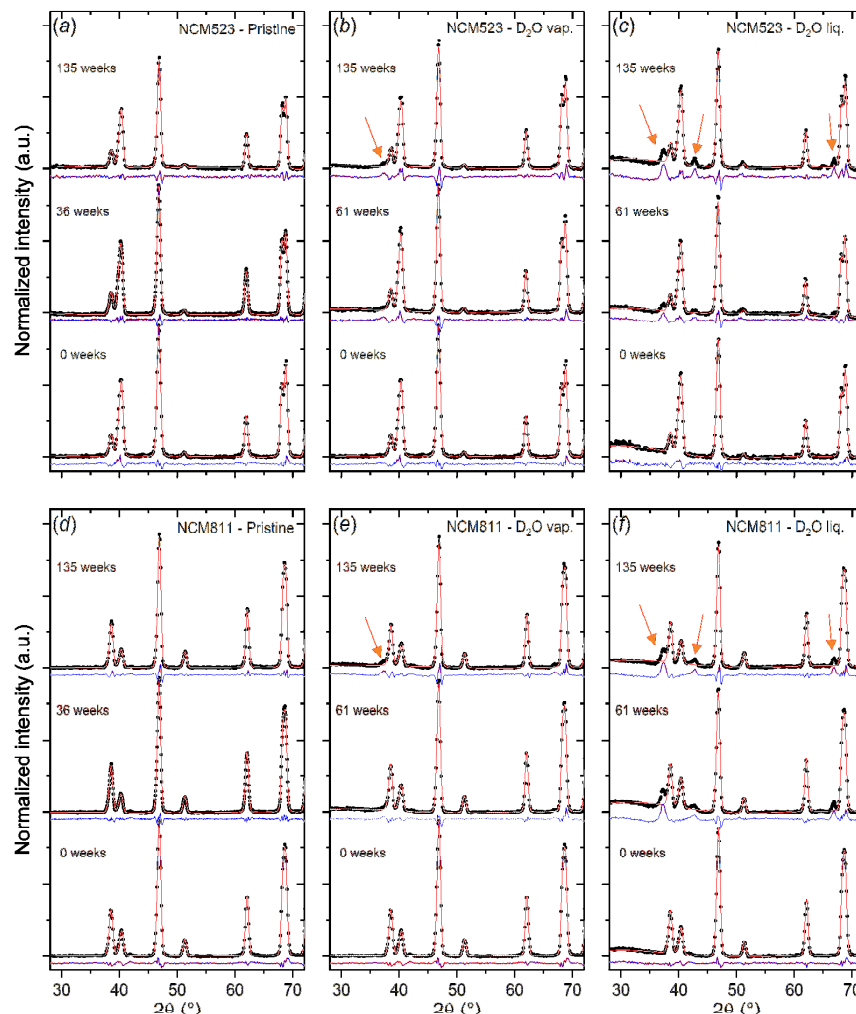 (a) NCM523 - Pristine
135 weeks
36 weeks
0 weeks
(b) NCM523 - D₂O vap.
135 weeks
61 weeks
0 weeks
(c) NCM523 - D₂O liq.
135 weeks
61 weeks
0 weeks
Normalized intensity (a.u.)
(d) NCM811 - Pristine
135 weeks
36 weeks
0 weeks
(e) NCM811 - D₂O vap.
135 weeks
61 weeks
0 weeks
(f) NCM811 - D₂O liq.
135 weeks
61 weeks
0 weeks
Normalized intensity (a.u.)
30 40 50 60 70
30 40 50 60 70
30 40 50 60 70
2θ (°)
2θ (°)
2θ (°)